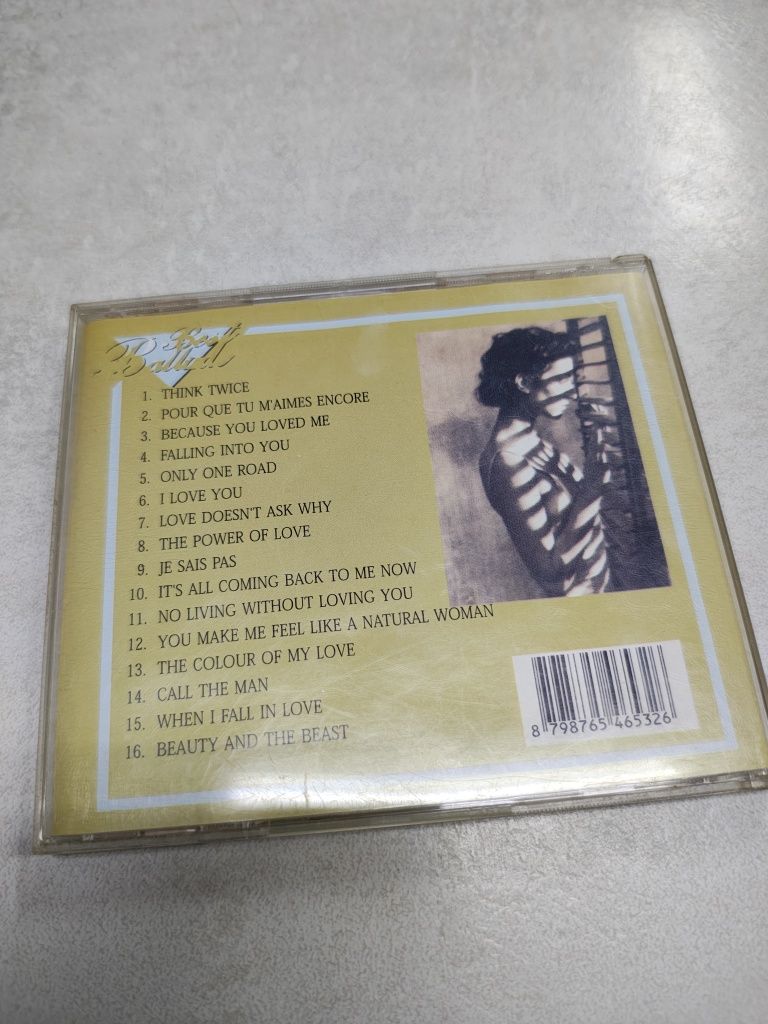 Best
Ballad
1. THINK TWICE
2. POUR QUE TU M'AIMES ENCORE
3. BECAUSE YOU LOVED ME
4. FALLING INTO YOU
5. ONLY ONE ROAD
6. I LOVE YOU
7. LOVE DOESN'T ASK WHY
8. THE POWER OF LOVE
9. JE SAIS PAS
10. IT'S ALL COMING BACK TO ME NOW
11. NO LIVING WITHOUT LOVING YOU
12. YOU MAKE ME FEEL LIKE A NATURAL WOMAN
13. THE COLOUR OF MY LOVE
14. CALL THE MAN
15. WHEN I FALL IN LOVE
16. BEAUTY AND THE BEAST
8 798765 465326